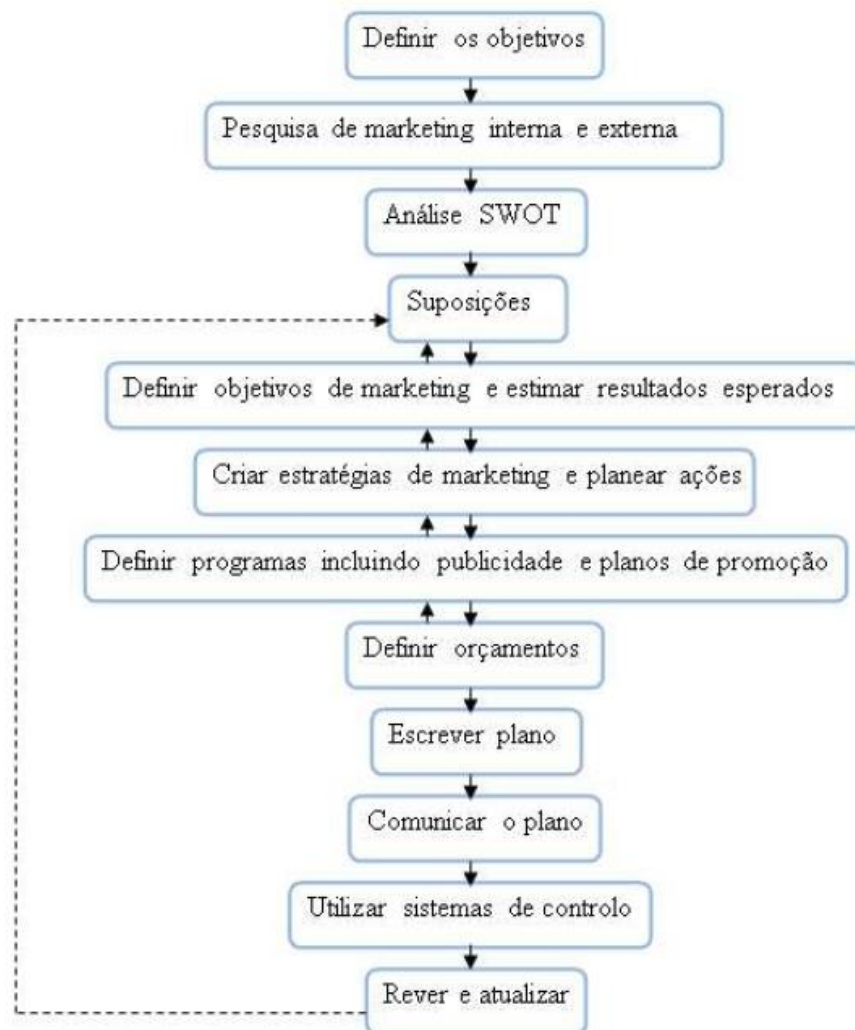 Definir os objetivos
Pesquisa de marketing interna e externa
Análise SWOT
Suposições
Definir objetivos de marketing e estimar resultados esperados
Criar estratégias de marketing e planear ações
Definir programas incluindo publicidade e planos de promoção
Definir orçamentos
Escrever plano
Comunicar o plano
Utilizar sistemas de controlo
Rever e atualizar